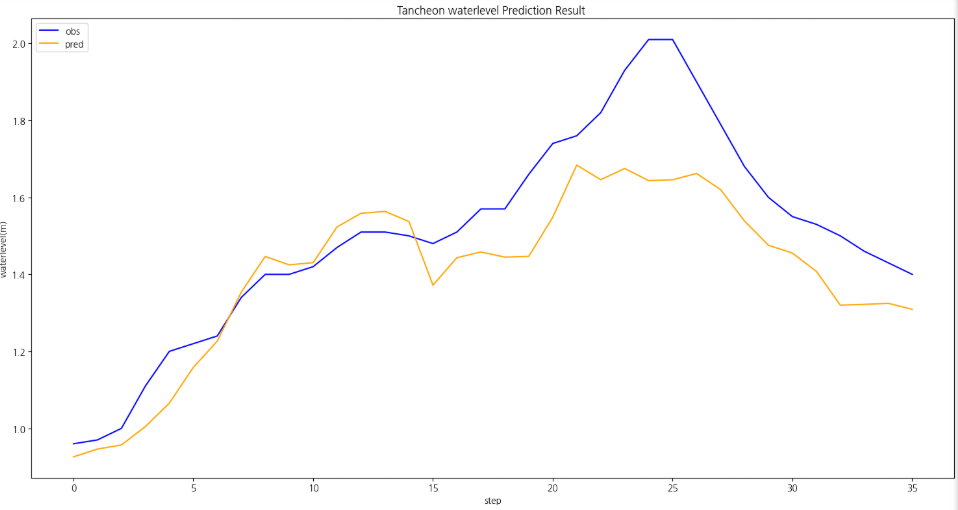 Tancheon waterlevel Prediction Result
obs
pred
2.0
1.8
1.6
1.4
1.2
1.0
waterlevel(m)
0 5 10 15 20 25 30 35
step